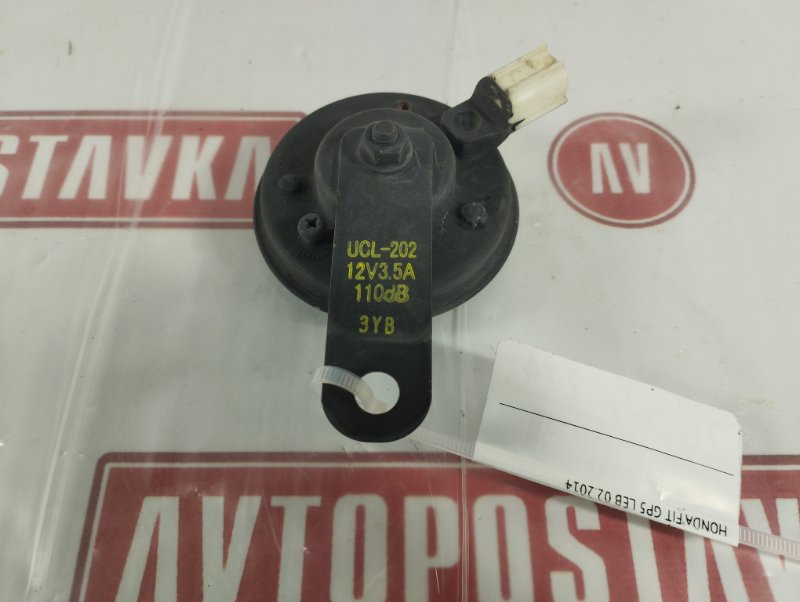 STAVKA
AV
UCL-202
12V3.5A
110dB
3YB
HONDA FIT GP5 LEB 02.2014
AVTOPOSTAV